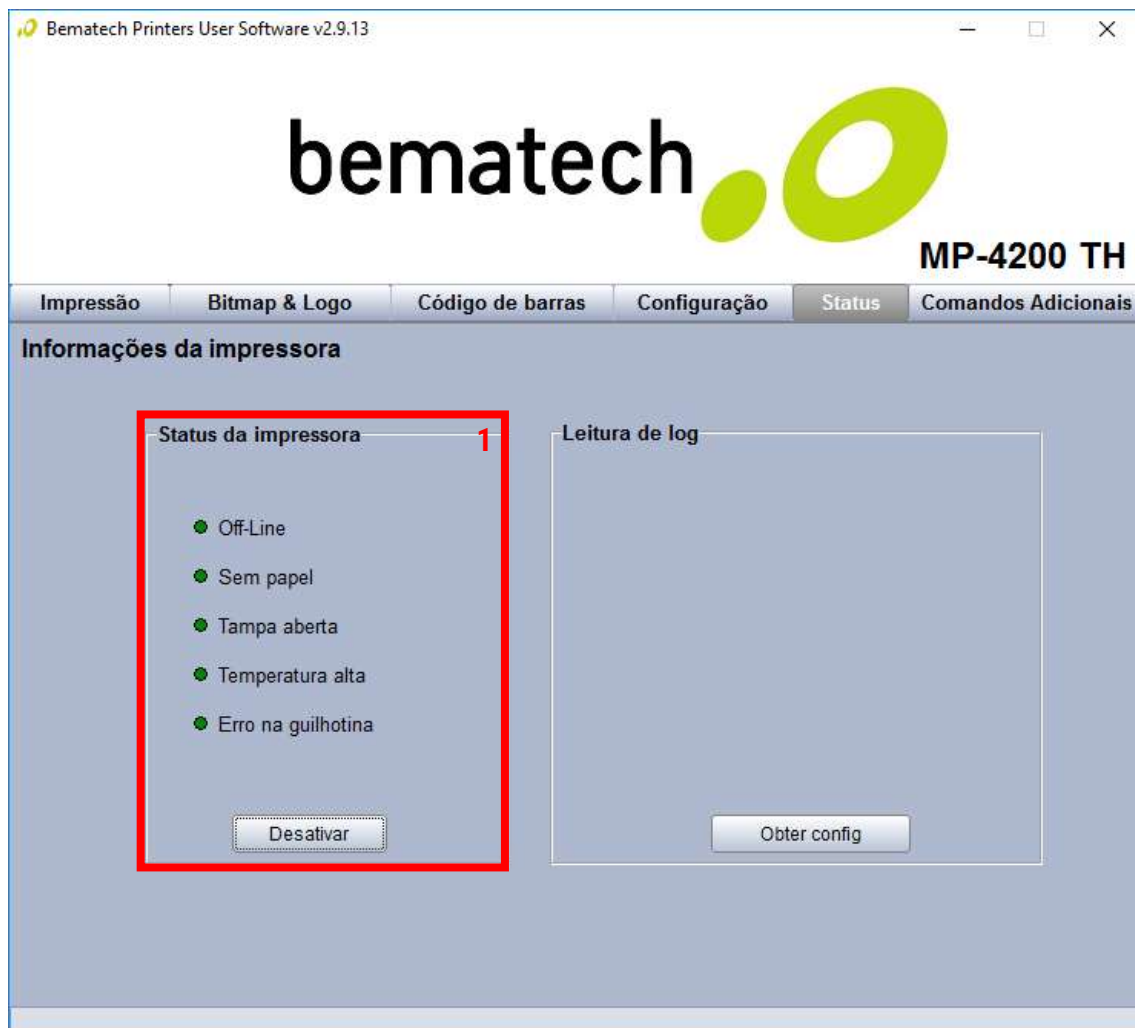 Bematech Printers User Software v2.9.13
bematech
MP-4200 TH
Impressão Bitmap & Logo Código de barras Configuração Status Comandos Adicionais
Informações da impressora
Status da impressora 1
Off-Line
Sem papel
Tampa aberta
Temperatura alta
Erro na guilhotina
Desativar
Leitura de log
Obter config